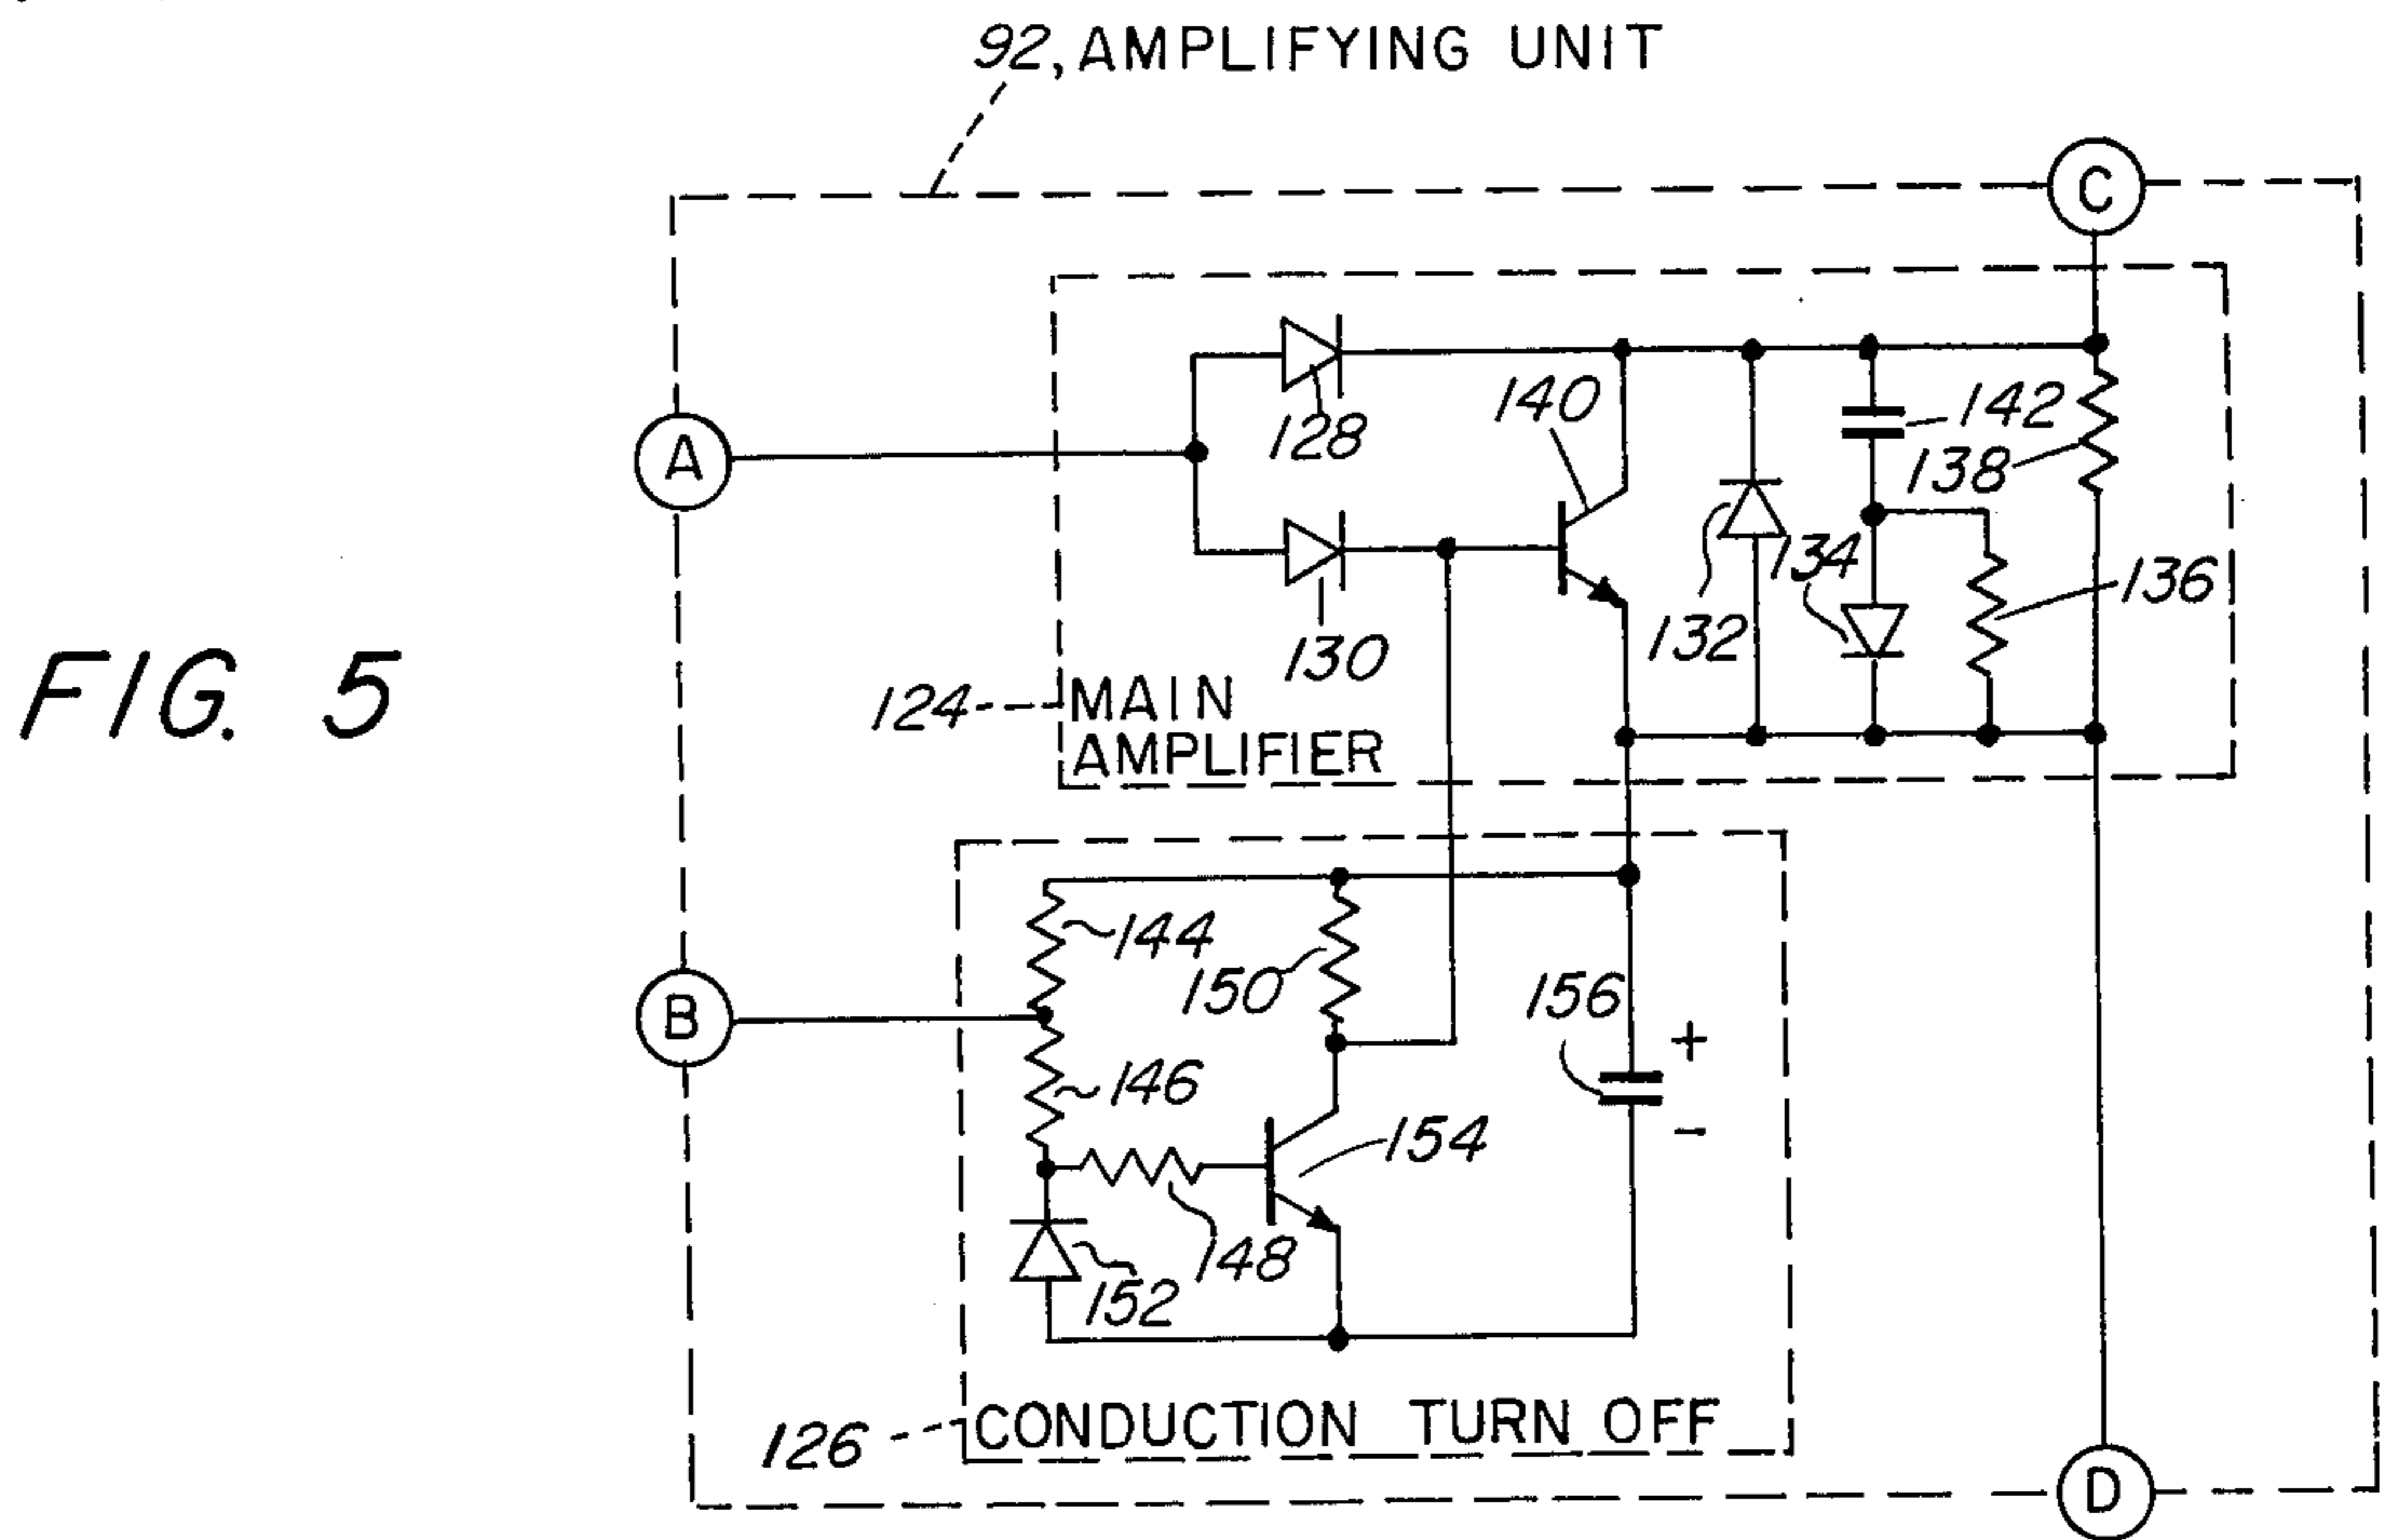 92, AMPLIFYING UNIT
C
A
128
140
142
138
134
132
136
130
FIG. 5
124
MAIN
AMPLIFIER
144
150
156
+
B
146
-
154
148
152
126
CONDUCTION TURN OFF
D